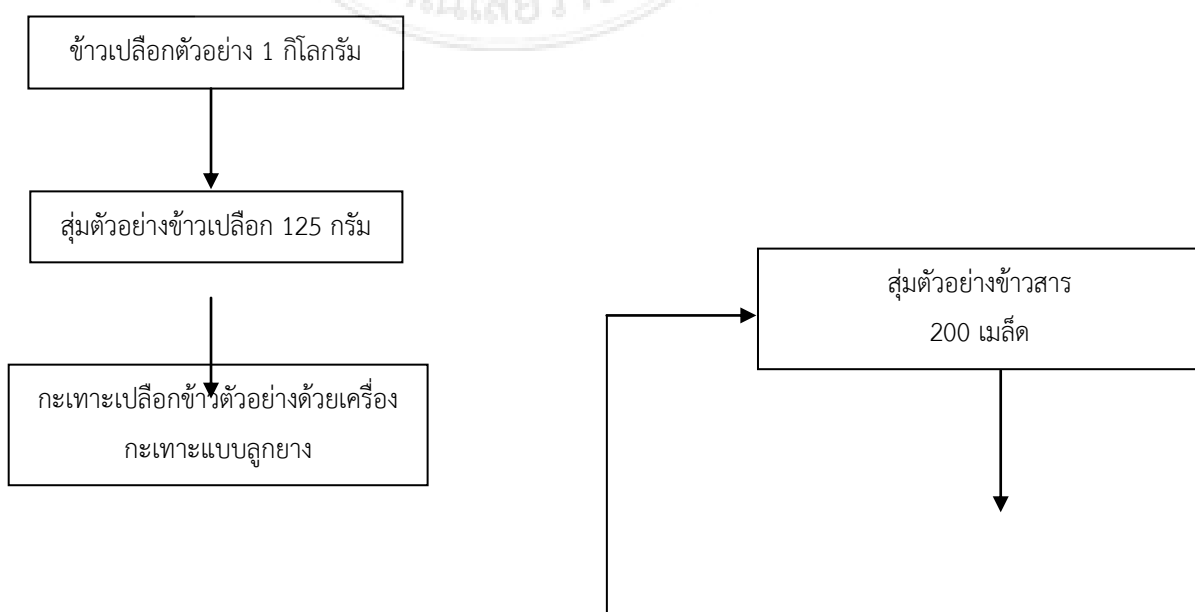 ข้าวเปลือกตัวอย่าง 1 กิโลกรัม
สุ่มตัวอย่างข้าวเปลือก 125 กรัม
กะเทาะเปลือกข้าวตัวอย่างด้วยเครื่อง
กะเทาะแบบลูกยาง
สุ่มตัวอย่างข้าวสาร
200 เมล็ด